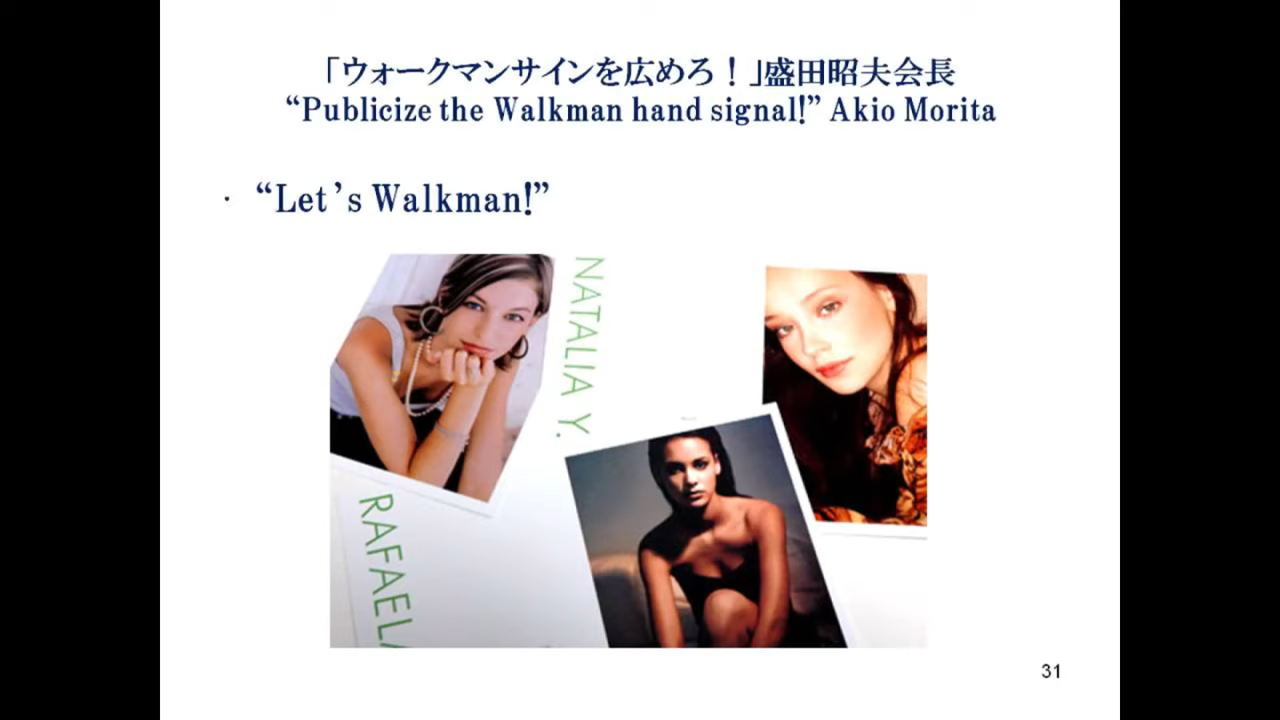 「ウォークマンサインを広めろ！」盛田昭夫会長
“Publicize the Walkman hand signal!” Akio Morita
・ “Let’s Walkman!”
NATALIA Y.
RAFAELA
31